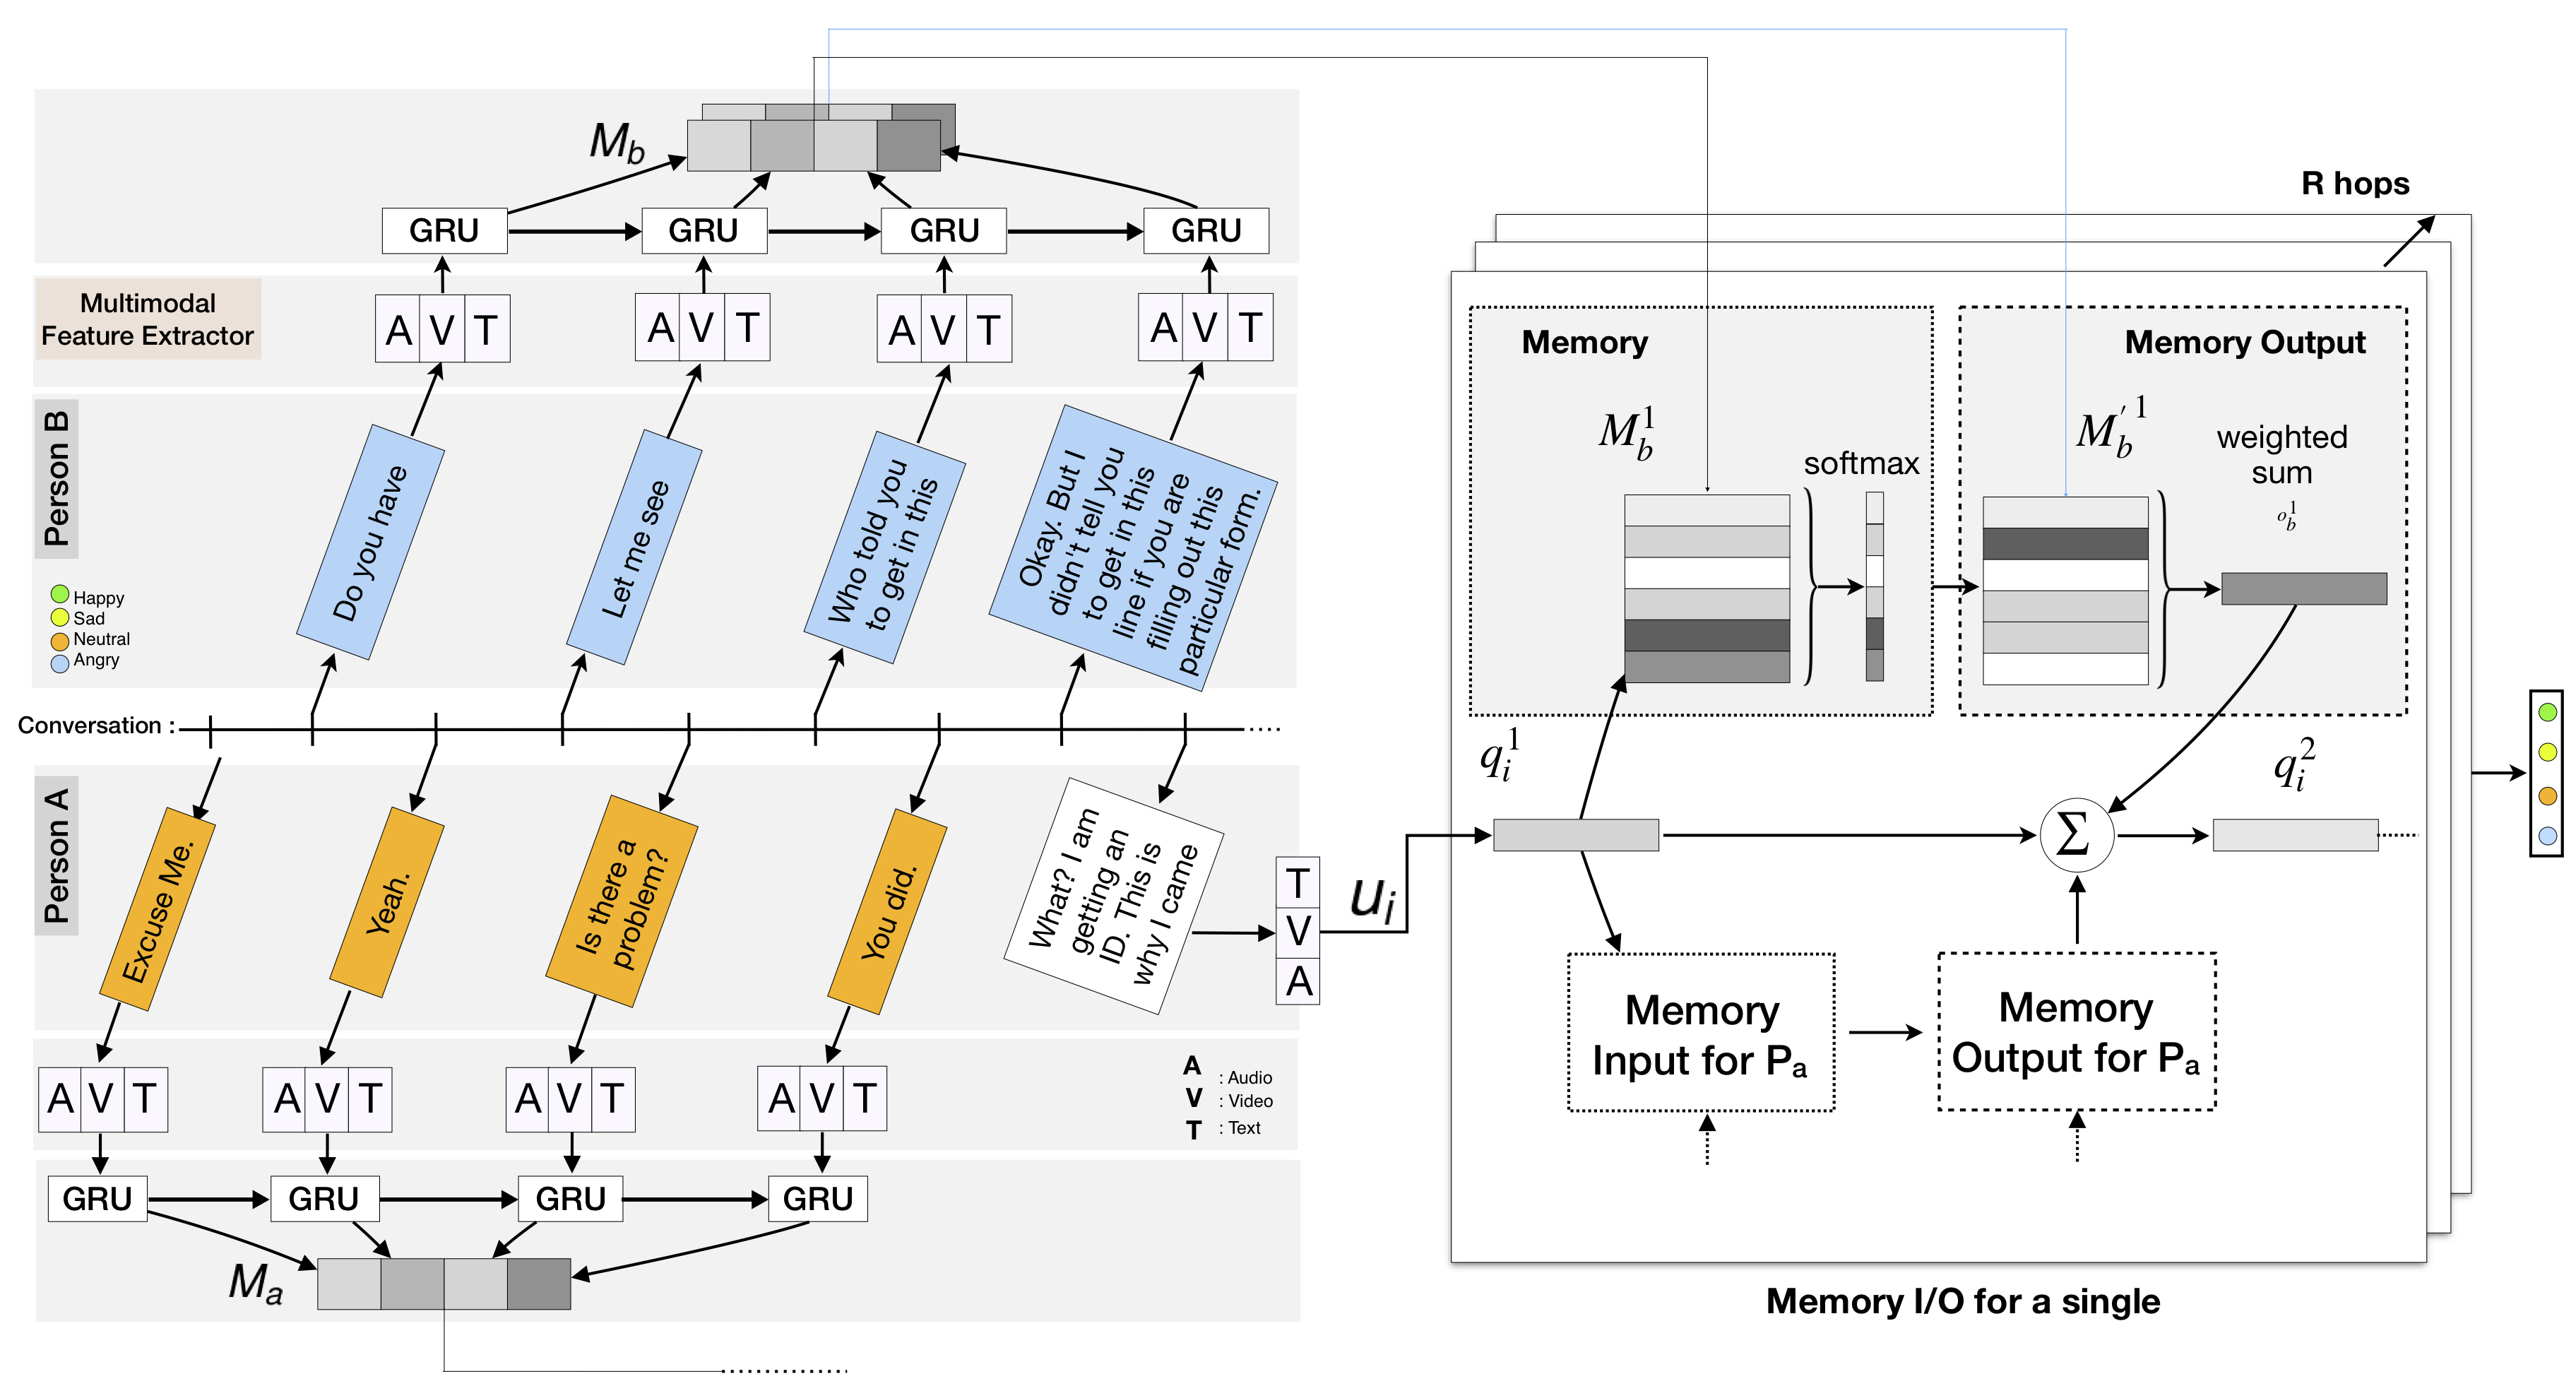 R hops
M_b
GRU
GRU
GRU
GRU
Multimodal
Feature Extractor
A V T
A V T
A V T
A V T
Person B
Do you have
Let me see
Who told you
to get in this
Okay. But I
didn't tell you
to get in this
line if you are
filling out this
particular form.
Happy
Sad
Neutral
Angry
Conversation :
Person A
Excuse Me.
Yeah.
Is there a
problem?
You did.
What? I am
getting an
ID. This is
why I came
T
V
A
u_i
A V T
A V T
A V T
A V T
A : Audio
V : Video
T : Text
GRU
GRU
GRU
GRU
M_a
Memory
M_b^1
softmax
Memory Output
M_b^{'1}
weighted
sum
o_b^1
q_i^1
Σ
q_i^2
Memory
Input for P_a
Memory
Output for P_a
Memory I/O for a single